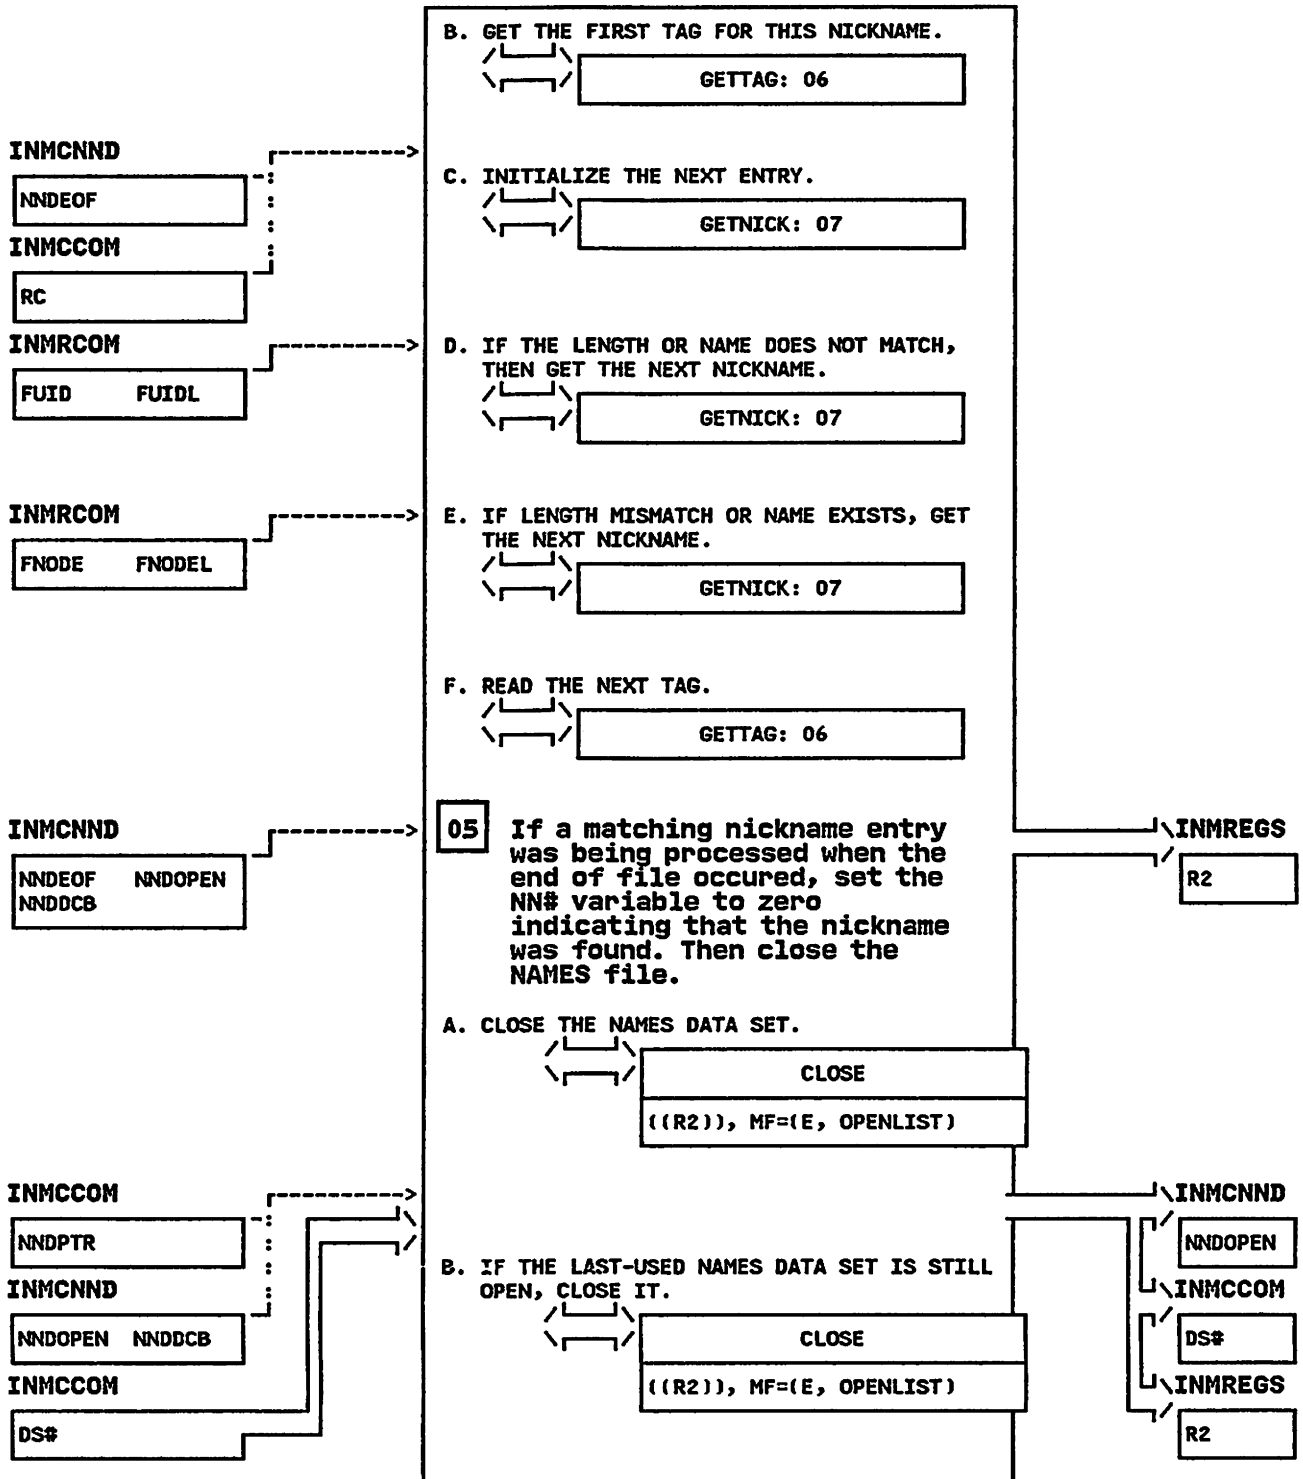 B. GET THE FIRST TAG FOR THIS NICKNAME.
GETTAG: 06
INMCNND
NNDEOF
INMCCOM
RC
C. INITIALIZE THE NEXT ENTRY.
GETNICK: 07
INMRCOM
FUID FUIDL
D. IF THE LENGTH OR NAME DOES NOT MATCH,
THEN GET THE NEXT NICKNAME.
GETNICK: 07
INMRCOM
FNODE FNODEL
E. IF LENGTH MISMATCH OR NAME EXISTS, GET
THE NEXT NICKNAME.
GETNICK: 07
F. READ THE NEXT TAG.
GETTAG: 06
INMCNND
NNDEOF NNDOPEN
NNDDCB
05 If a matching nickname entry
was being processed when the
end of file occured, set the
NN# variable to zero
indicating that the nickname
was found. Then close the
NAMES file.
INMREGS
R2
A. CLOSE THE NAMES DATA SET.
CLOSE
((R2)), MF=(E, OPENLIST)
INMCCOM
NNDPTR
INMCNND
NNDOPEN NNDDCB
INMCCOM
DS#
B. IF THE LAST-USED NAMES DATA SET IS STILL
OPEN, CLOSE IT.
CLOSE
((R2)), MF=(E, OPENLIST)
INMCNND
NNDOPEN
INMCCOM
DS#
INMREGS
R2